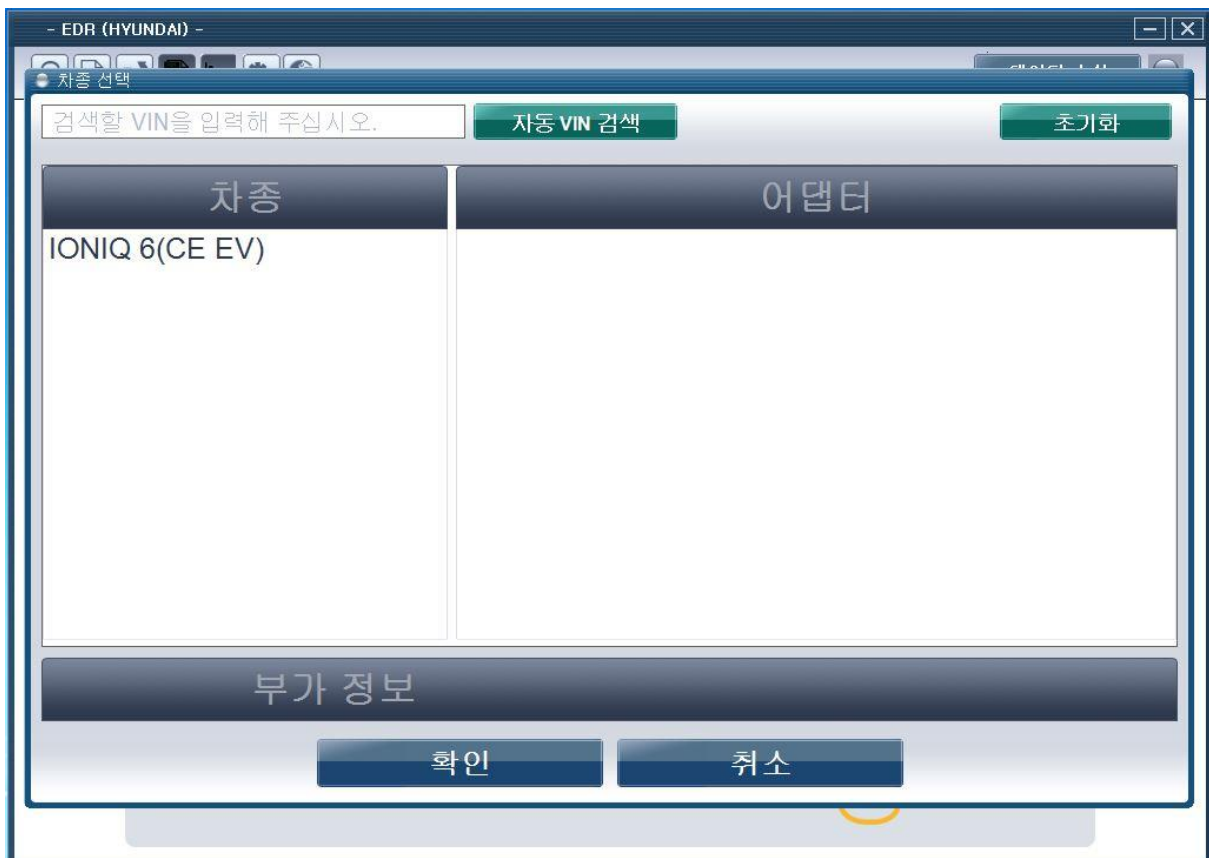 - EDR (HYUNDAI) -
차종 선택
검색할 VIN을 입력해 주십시오.
자동 VIN 검색
초기화
차종
어댑터
IONIQ 6(CE EV)
부가 정보
확인
취소